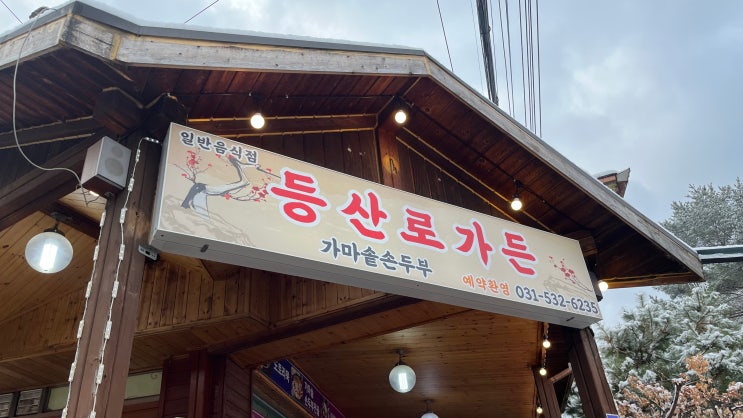 일반음식점
등산로가든
가마솥손두부
예약환영 031-532-6235